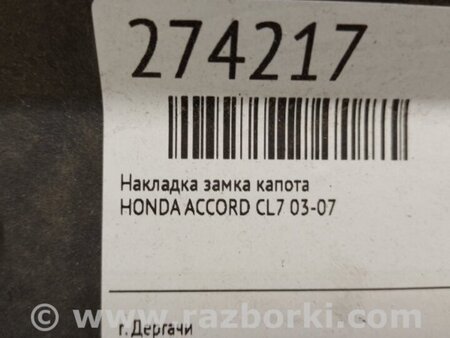 274217
Накладка замка капота
HONDA ACCORD CL7 03-07
г. Дергачи
© www.razborki.com